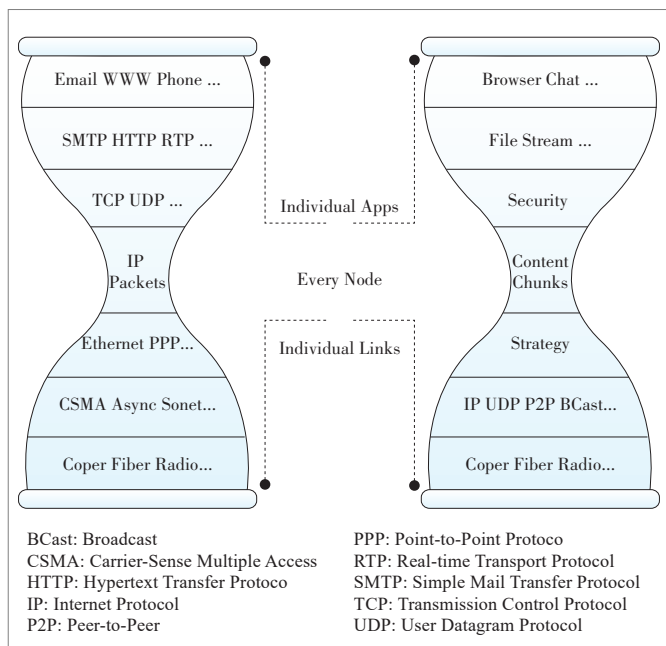 Email WWW Phone ...
SMTP HTTP RTP ...
TCP UDP ...
IP
Packets
Ethernet PPP...
CSMA Async Sonet...
Coper Fiber Radio...
Individual Apps
Every Node
Individual Links
Browser Chat ...
File Stream ...
Security
Content
Chunks
Strategy
IP UDP P2P BCast...
Coper Fiber Radio...
BCast: Broadcast
CSMA: Carrier-Sense Multiple Access
HTTP: Hypertext Transfer Protoco
IP: Internet Protocol
P2P: Peer-to-Peer
PPP: Point-to-Point Protoco
RTP: Real-time Transport Protocol
SMTP: Simple Mail Transfer Protocol
TCP: Transmission Control Protocol
UDP: User Datagram Protocol